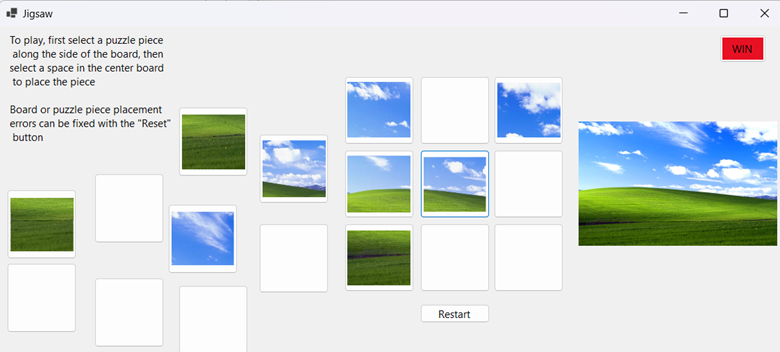 Jigsaw
To play, first select a puzzle piece
along the side of the board, then
select a space in the center board
to place the piece
Board or puzzle piece placement
errors can be fixed with the "Reset"
button
WIN
Restart